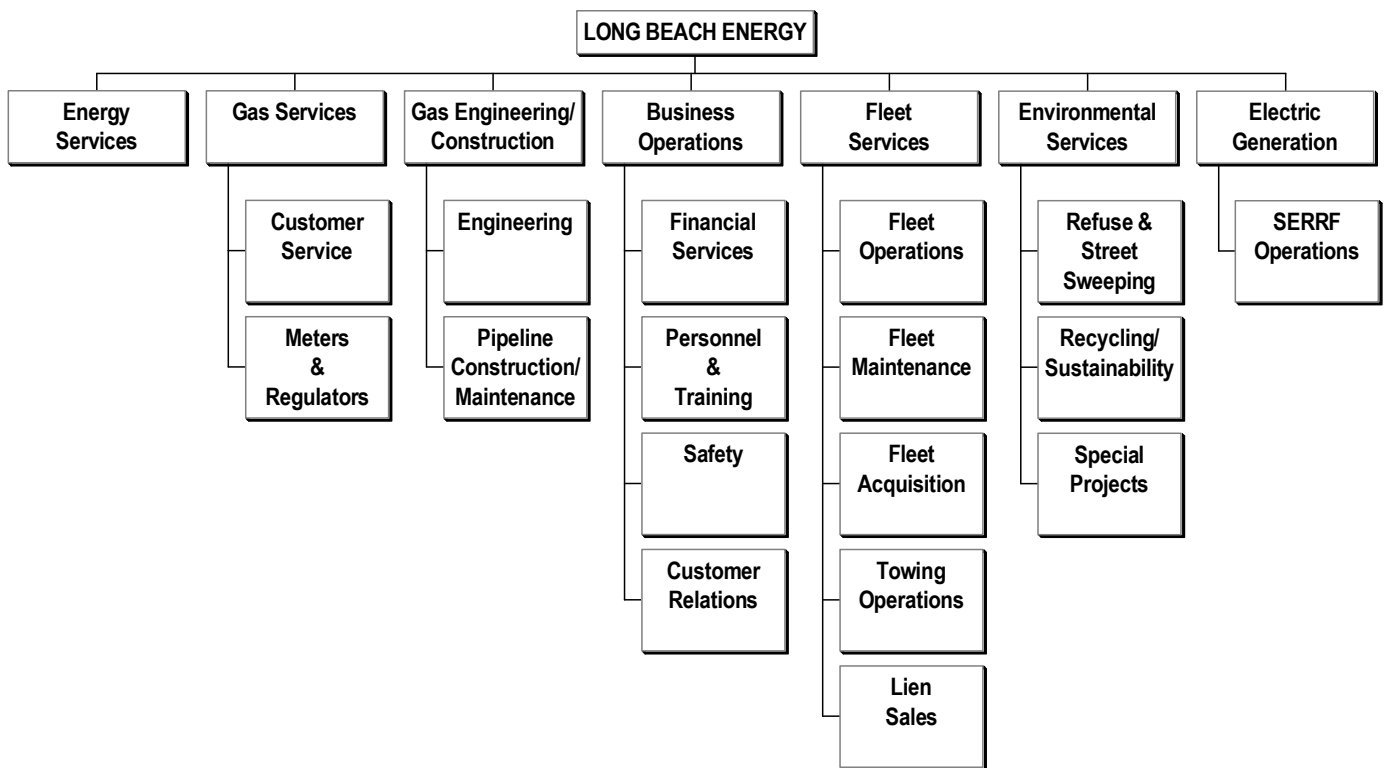 LONG BEACH ENERGY
Energy
Services
Gas Services
Gas Engineering/
Construction
Business
Operations
Fleet
Services
Environmental
Services
Electric
Generation
Customer
Service
Meters
&
Regulators
Engineering
Pipeline
Construction/
Maintenance
Financial
Services
Personnel
&
Training
Safety
Customer
Relations
Fleet
Operations
Fleet
Maintenance
Fleet
Acquisition
Towing
Operations
Lien
Sales
Refuse &
Street
Sweeping
Recycling/
Sustainability
Special
Projects
SERRF
Operations